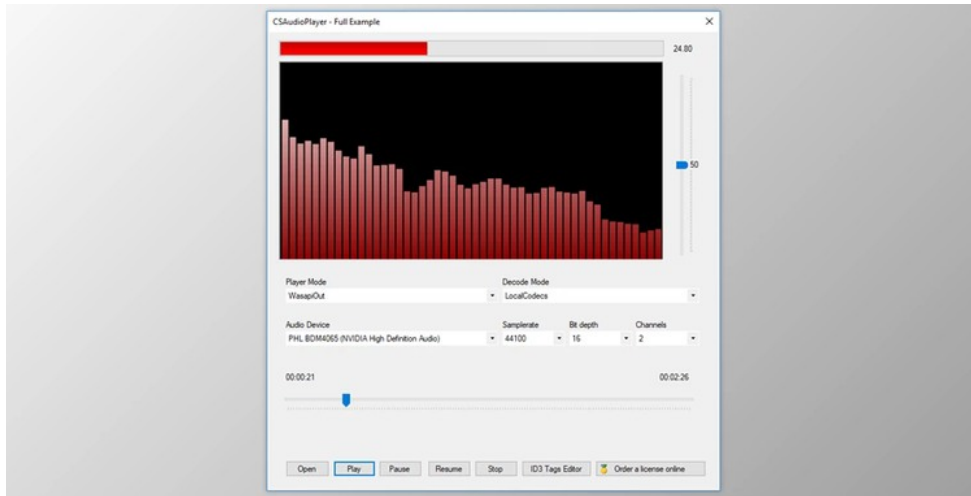 CSAudioPlayer - Full Example
24.80
50
Player Mode
Decode Mode
WasapiOut
LocalCodecs
Audio Device
Samplerate
Bit depth
Channels
PHL BDM4065 (NVIDIA High Definition Audio)
44100
16
2
00:00:21
00:02:26
Open
Play
Pause
Resume
Stop
ID3 Tags Editor
Order a license online